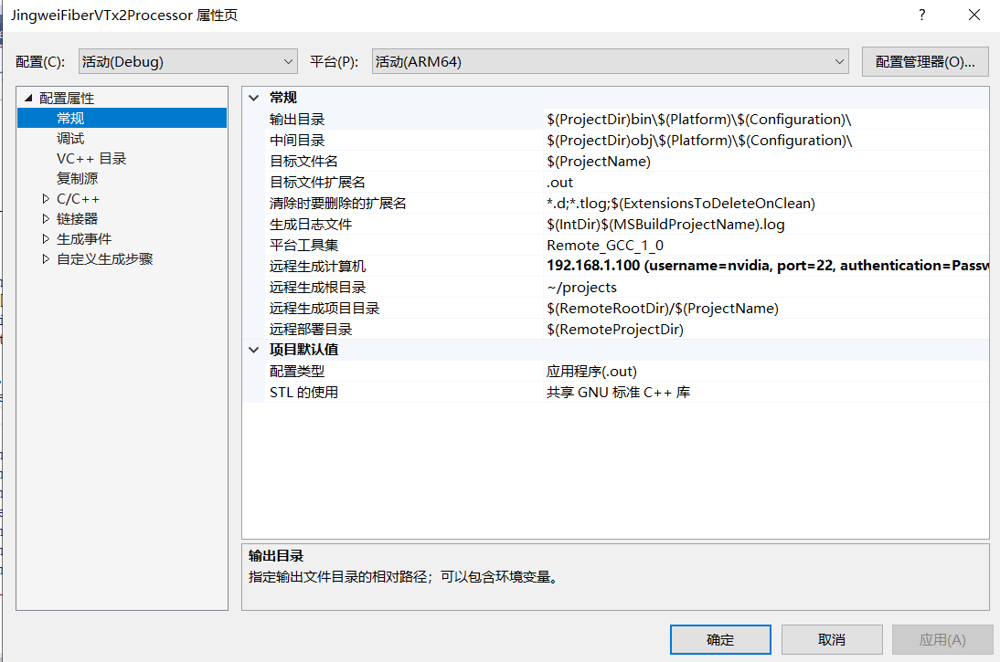 JingweiFiberVTx2Processor 属性页
配置(C): 活动(Debug) 平台(P): 活动(ARM64) 配置管理器(O)...
配置属性
常规
调试
VC++ 目录
复制源
C/C++
链接器
生成事件
自定义生成步骤
常规
输出目录 $(ProjectDir)bin\$(Platform)\$(Configuration)\
中间目录 $(ProjectDir)obj\$(Platform)\$(Configuration)\
目标文件名 $(ProjectName)
目标文件扩展名 .out
清除时要删除的扩展名 *.d;*.tlog;$(ExtensionsToDeleteOnClean)
生成日志文件 $(IntDir)$(MSBuildProjectName).log
平台工具集 Remote_GCC_1_0
远程生成计算机 192.168.1.100 (username=nvidia, port=22, authentication=Passw
远程生成根目录 ~/projects
远程生成项目目录 $(RemoteRootDir)/$(ProjectName)
远程部署目录 $(RemoteProjectDir)
项目默认值
配置类型 应用程序(.out)
STL 的使用 共享 GNU 标准 C++ 库
输出目录
指定输出文件目录的相对路径；可以包含环境变量。
确定 取消 应用(A)